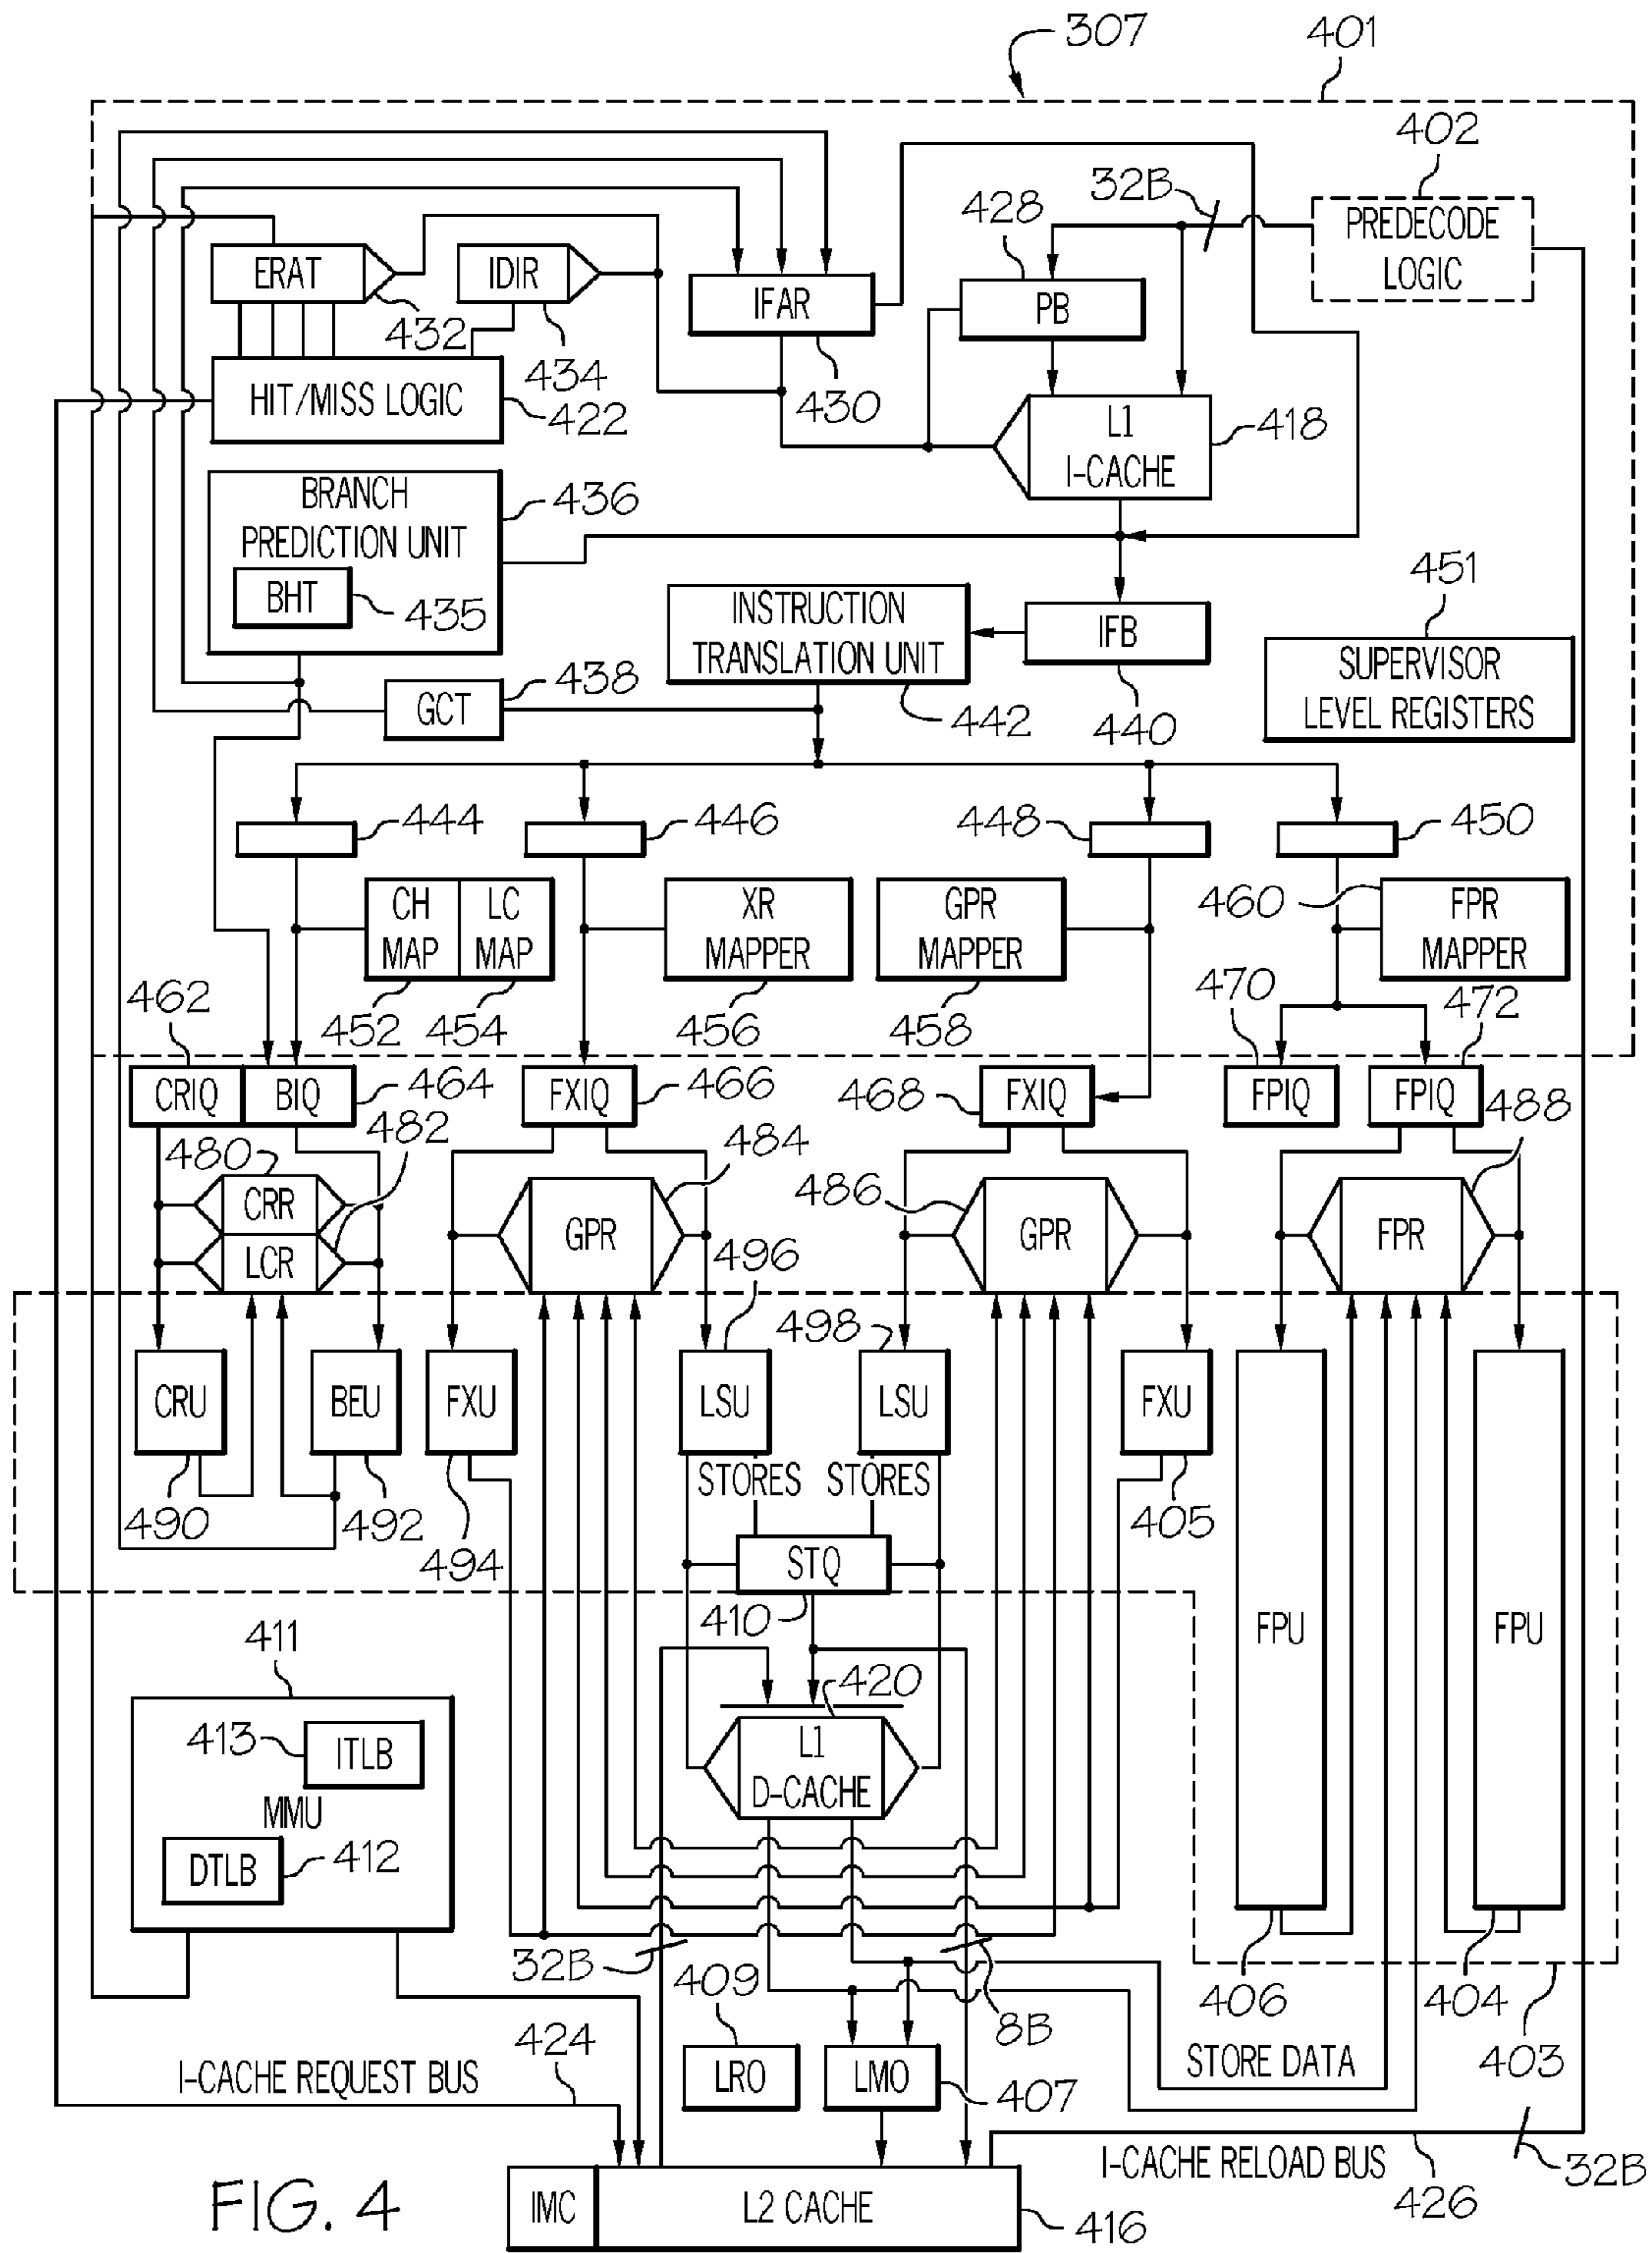 307
401
402
32B
428
PREDECODE
LOGIC
ERAT
IDIR
IFAR
PB
432
434
430
HIT/MISS LOGIC
422
L1
I-CACHE
418
BRANCH
PREDICTION UNIT
436
BHT
435
INSTRUCTION
TRANSLATION UNIT
442
IFB
440
451
SUPERVISOR
LEVEL REGISTERS
GCT
438
444
446
448
450
CH
MAP
LC
MAP
XR
MAPPER
GPR
MAPPER
460
FPR
MAPPER
462
452
454
456
458
470
472
CRIQ
BIQ
464
FXIQ
466
468
FXIQ
FPIQ
FPIQ
488
480
482
484
486
CRR
LCR
GPR
GPR
FPR
496
498
CRU
BEU
FXU
LSU
LSU
FXU
490
492
494
STORES
STORES
405
STQ
410
FPU
FPU
411
420
413
ITLB
MMU
DTLB
412
L1
D-CACHE
32B
409
8B
406
404
403
424
I-CACHE REQUEST BUS
LRO
LMO
407
STORE DATA
I-CACHE RELOAD BUS
426
32B
FIG. 4
IMC
L2 CACHE
416